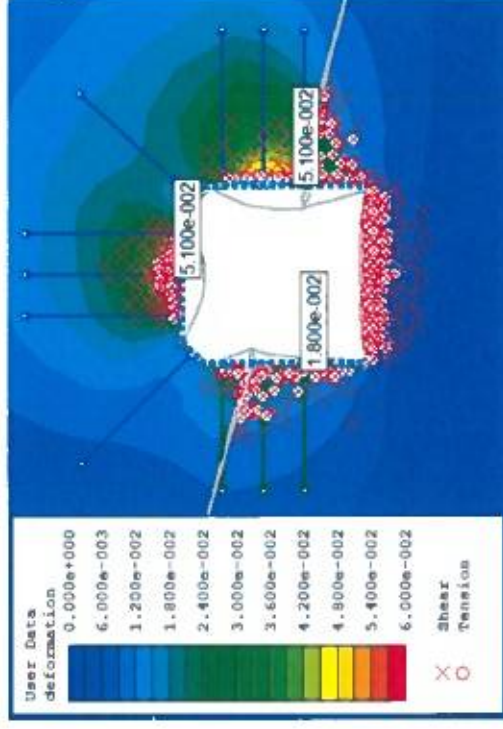 User Data
deformation
0.000e+000
6.000e-003
1.200e-002
1.800e-002
2.400e-002
3.000e-002
3.600e-002
4.200e-002
4.800e-002
5.400e-002
6.000e-002
Shear
Tension
5.100e-002
5.100e-002
1.800e-002